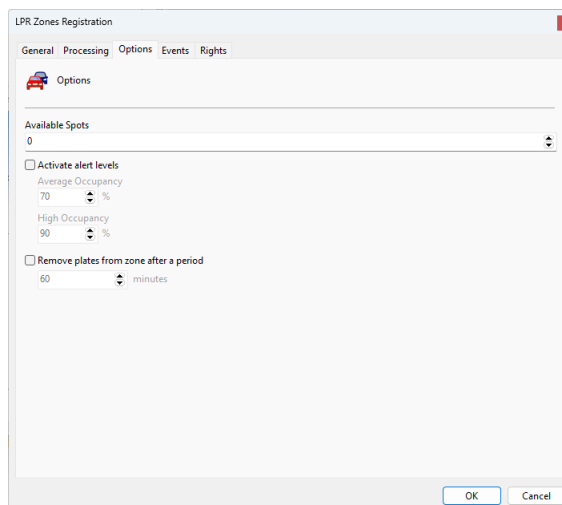 LPR Zones Registration
General Processing Options Events Rights
Options
Available Spots
0
Activate alert levels
Average Occupancy
70 %
High Occupancy
90 %
Remove plates from zone after a period
60 minutes
OK Cancel